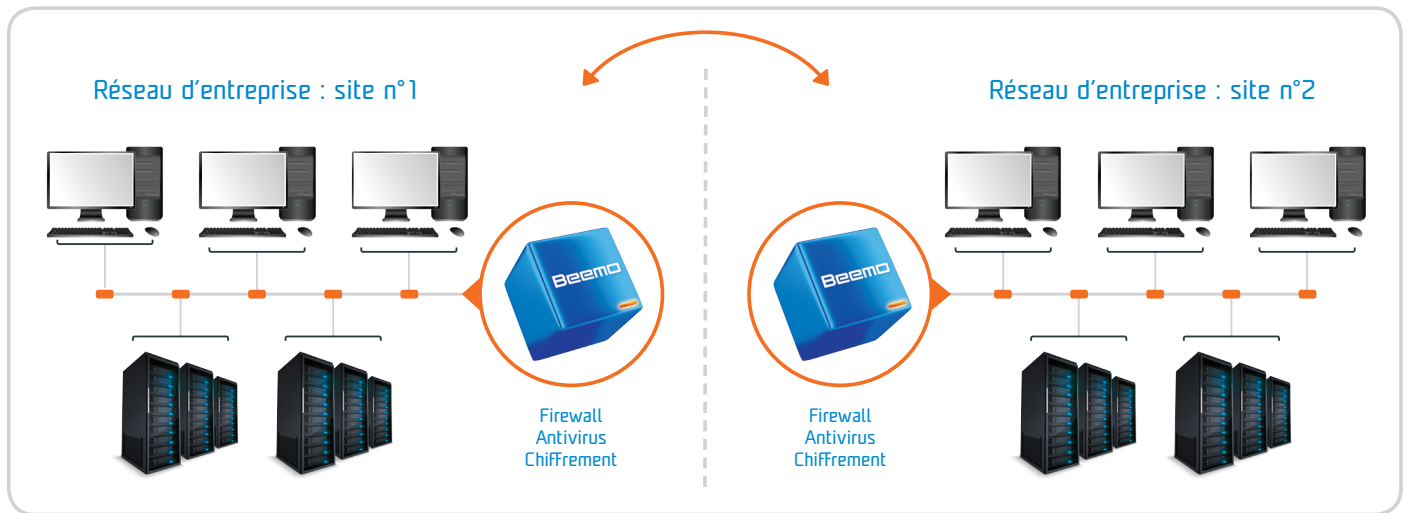 Réseau d'entreprise : site n°1
Réseau d'entreprise : site n°2
Beemo
Beemo
Firewall
Antivirus
Chiffrement
Firewall
Antivirus
Chiffrement